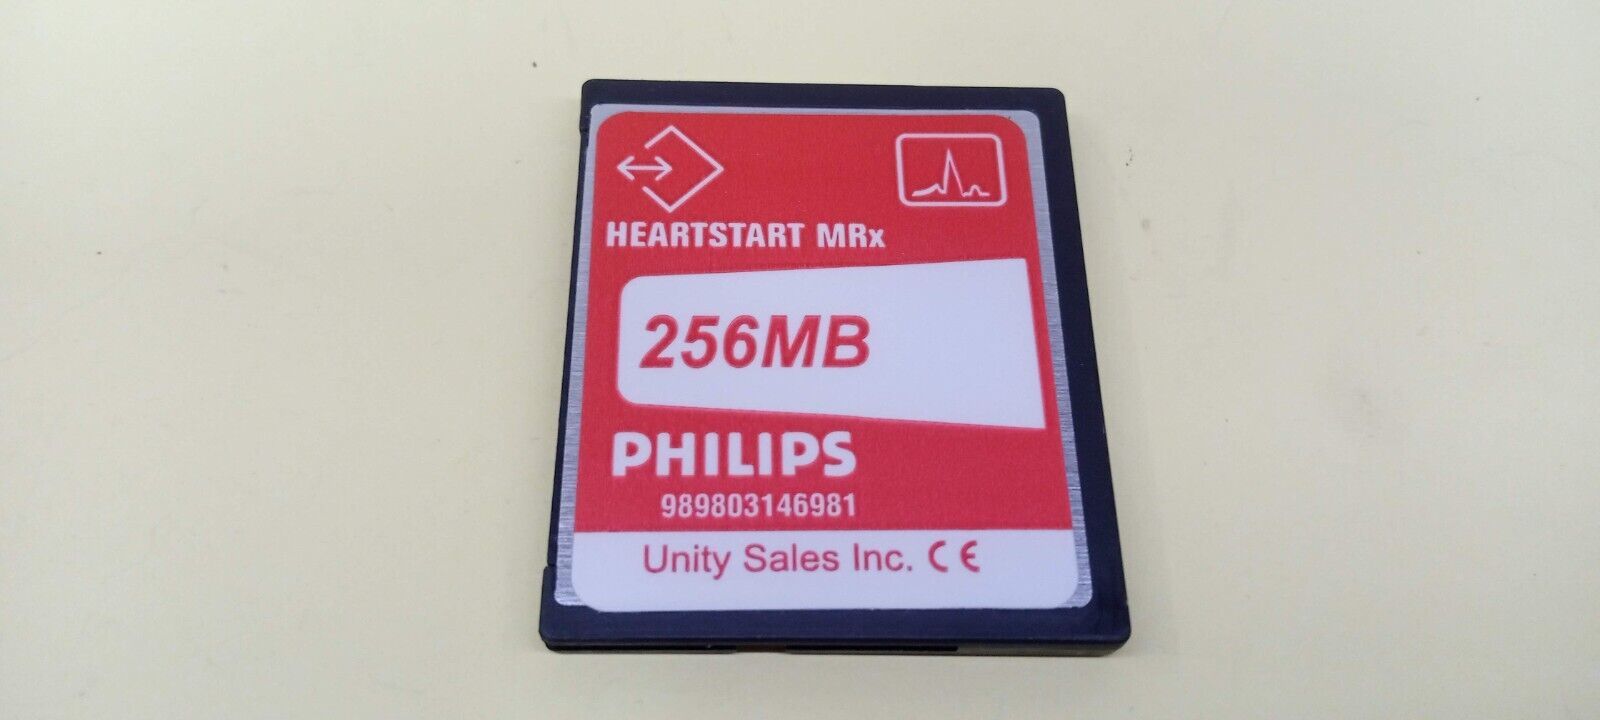 HEARTSTART MRx
256MB
PHILIPS
989803146981
Unity Sales Inc. CE